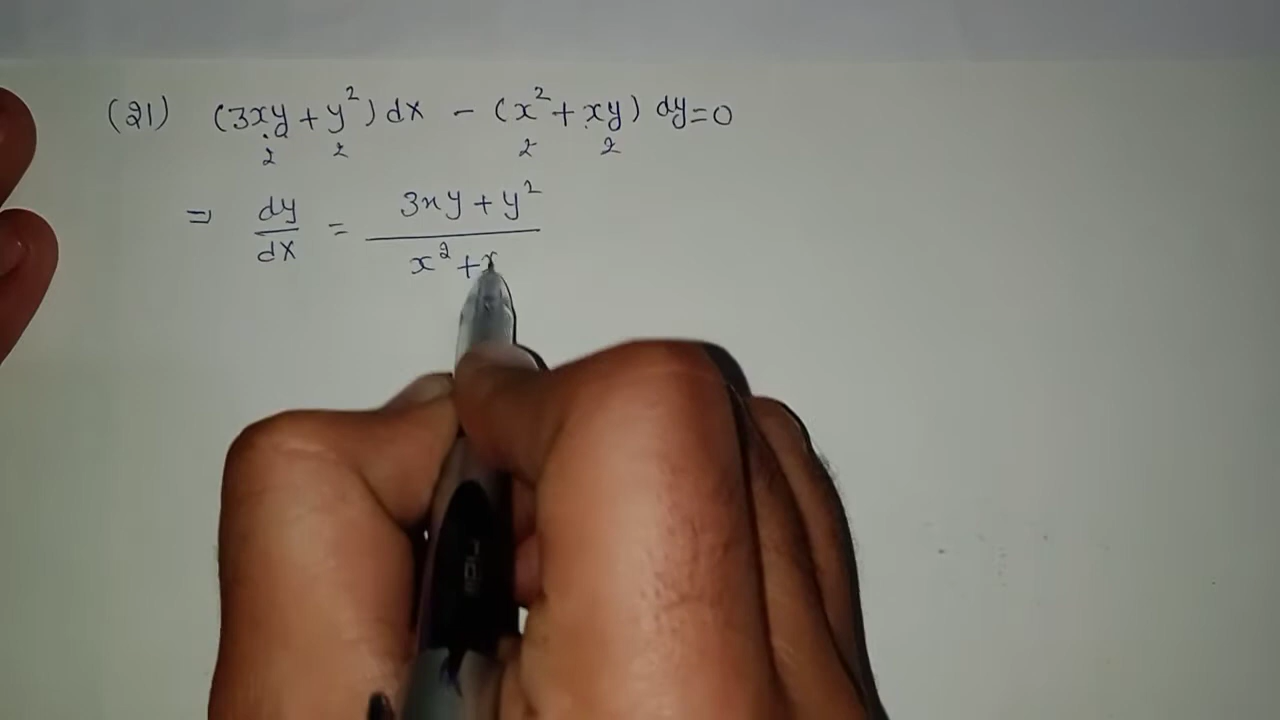 (21) (3xy + y²) dx - (x² + xy) dy = 0
2 2 2 2
⇒ dy/dx = 3xy + y² / x² + x